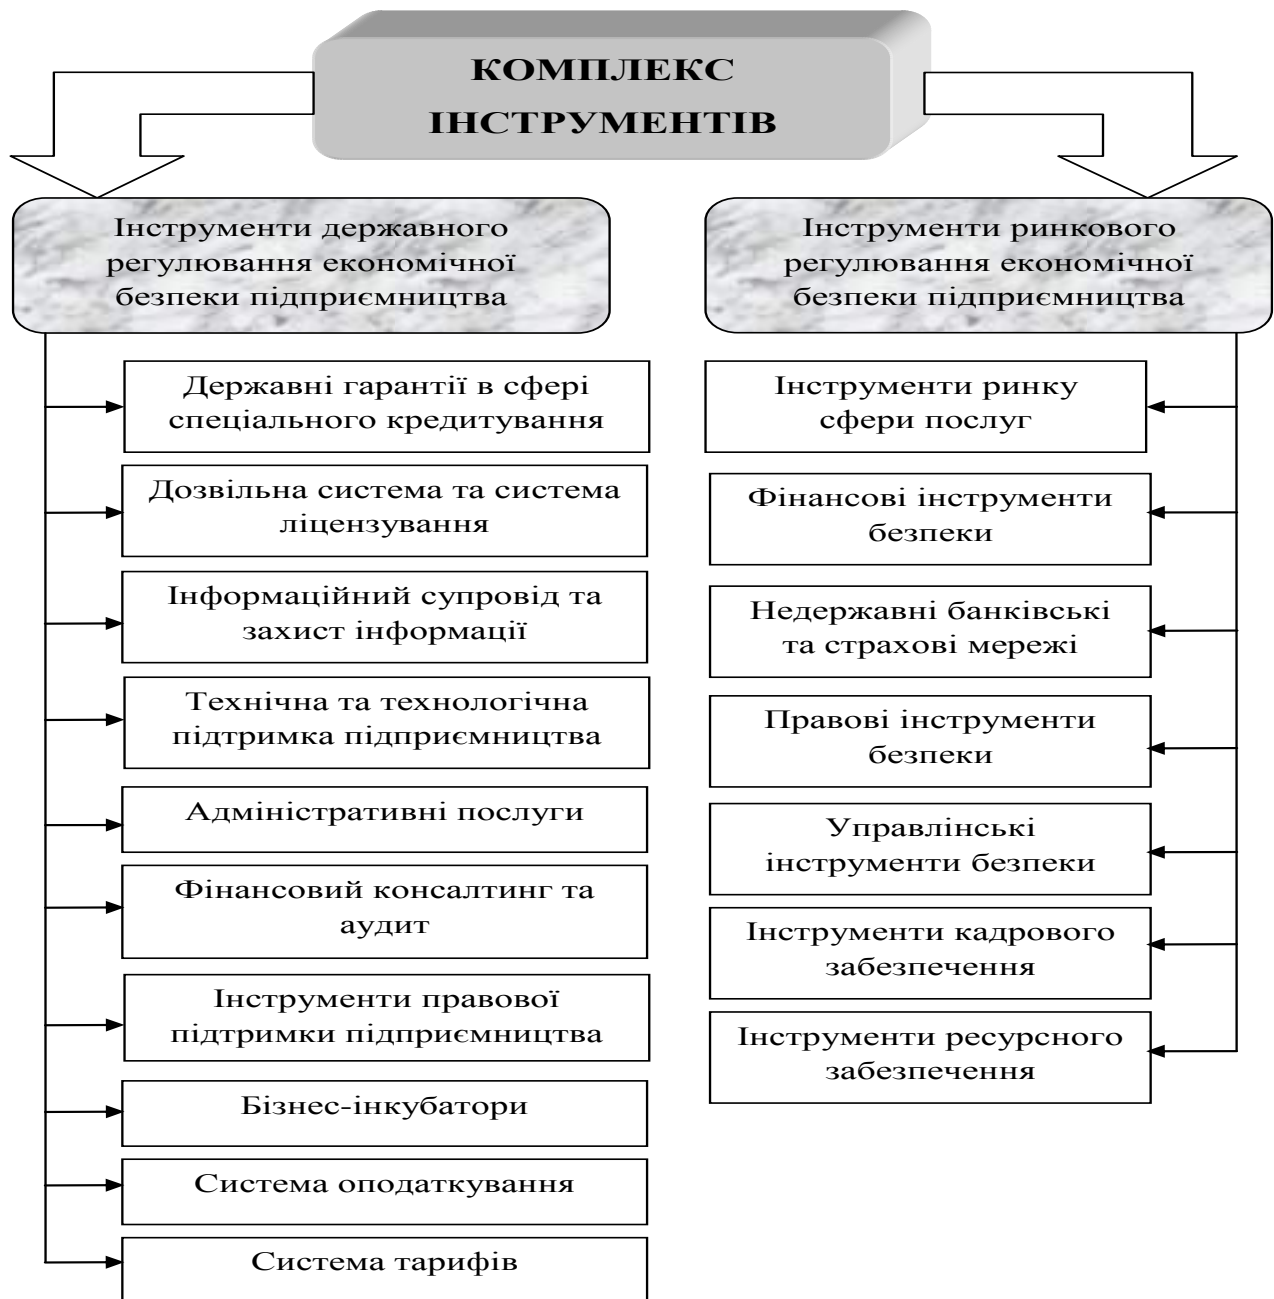 КОМПЛЕКС
ІНСТРУМЕНТІВ
Інструменти державного
регулювання економічної
безпеки підприємництва
Державні гарантії в сфері
спеціального кредитування
Дозвільна система та система
ліцензування
Інформаційний супровід та
захист інформації
Технічна та технологічна
підтримка підприємництва
Адміністративні послуги
Фінансовий консалтинг та
аудит
Інструменти правової
підтримки підприємництва
Бізнес-інкубатори
Система оподаткування
Система тарифів
Інструменти ринкового
регулювання економічної
безпеки підприємництва
Інструменти ринку
сфери послуг
Фінансові інструменти
безпеки
Недержавні банківські
та страхові мережі
Правові інструменти
безпеки
Управлінські
інструменти безпеки
Інструменти кадрового
забезпечення
Інструменти ресурсного
забезпечення